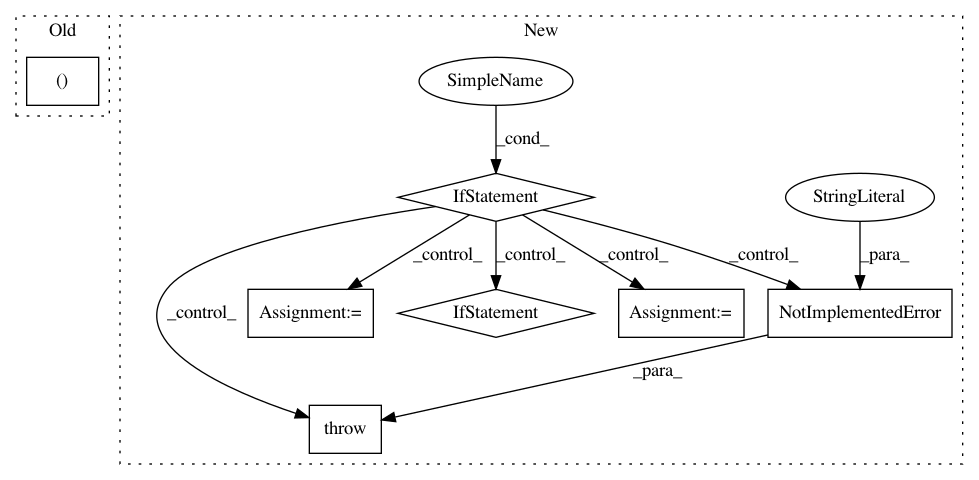 Old
New
()
SimpleName
_cond_
IfStatement
StringLiteral
_control_
_control_
_control_
_control_
_para_
_control_
Assignment:=
IfStatement
Assignment:=
NotImplementedError
_para_
throw